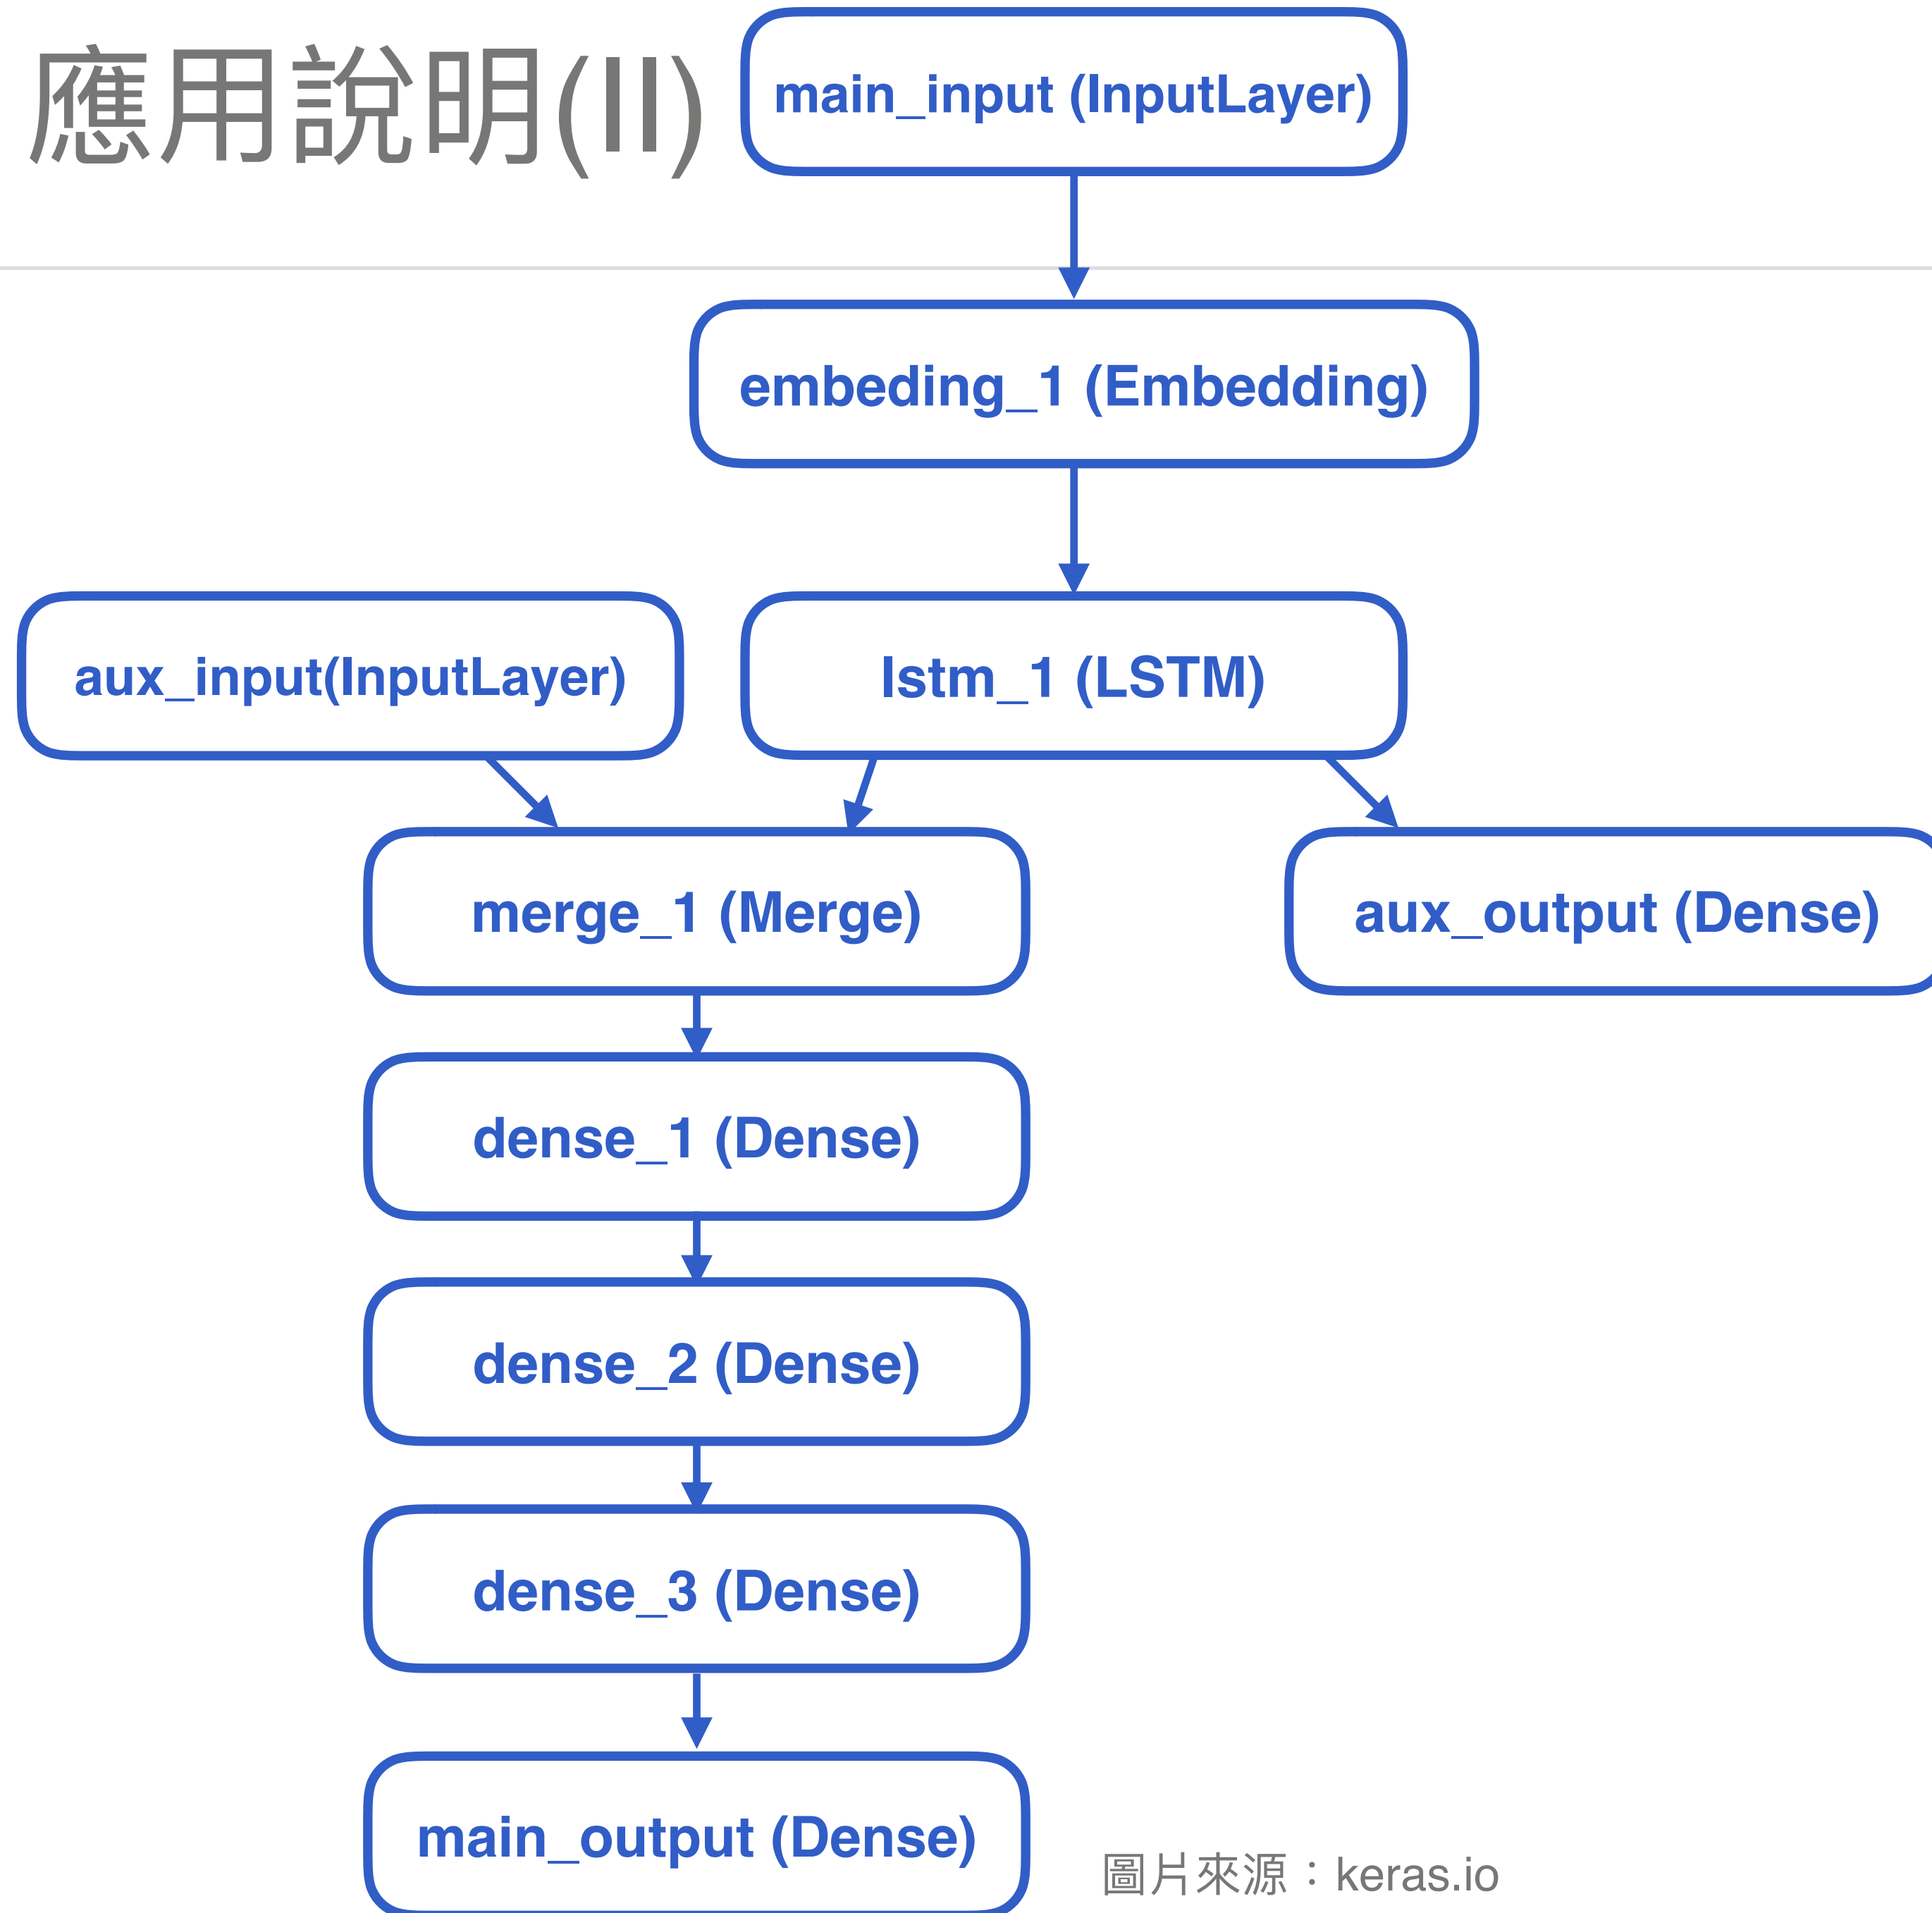 應用說明(II)
main_input (InputLayer)
embeding_1 (Embedding)
aux_input(InputLayer)
lstm_1 (LSTM)
merge_1 (Merge)
aux_output (Dense)
dense_1 (Dense)
dense_2 (Dense)
dense_3 (Dense)
main_output (Dense)
圖片來源：keras.io